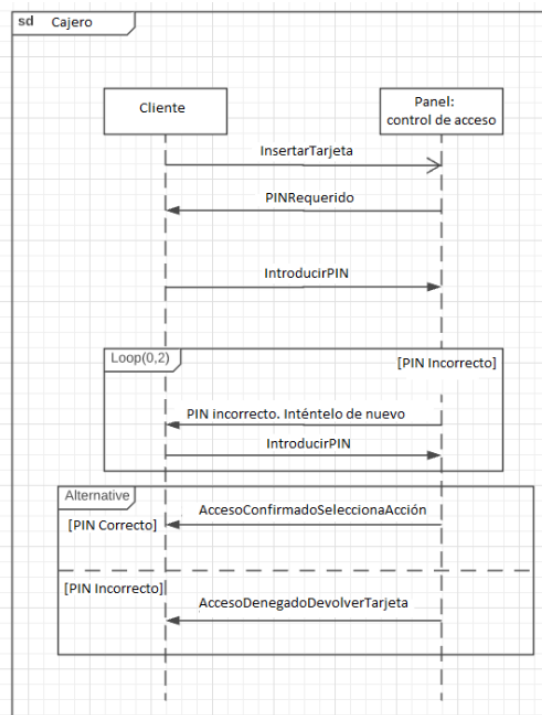 sd Cajero
Cliente
Panel:
control de acceso
InsertarTarjeta
PINRequerido
IntroducirPIN
Loop(0,2)
[PIN Incorrecto]
PIN incorrecto. Inténtelo de nuevo
IntroducirPIN
Alternative
AccesoConfirmadoSeleccionaAcción
[PIN Correcto]
[PIN Incorrecto]
AccesoDenegadoDevolverTarjeta